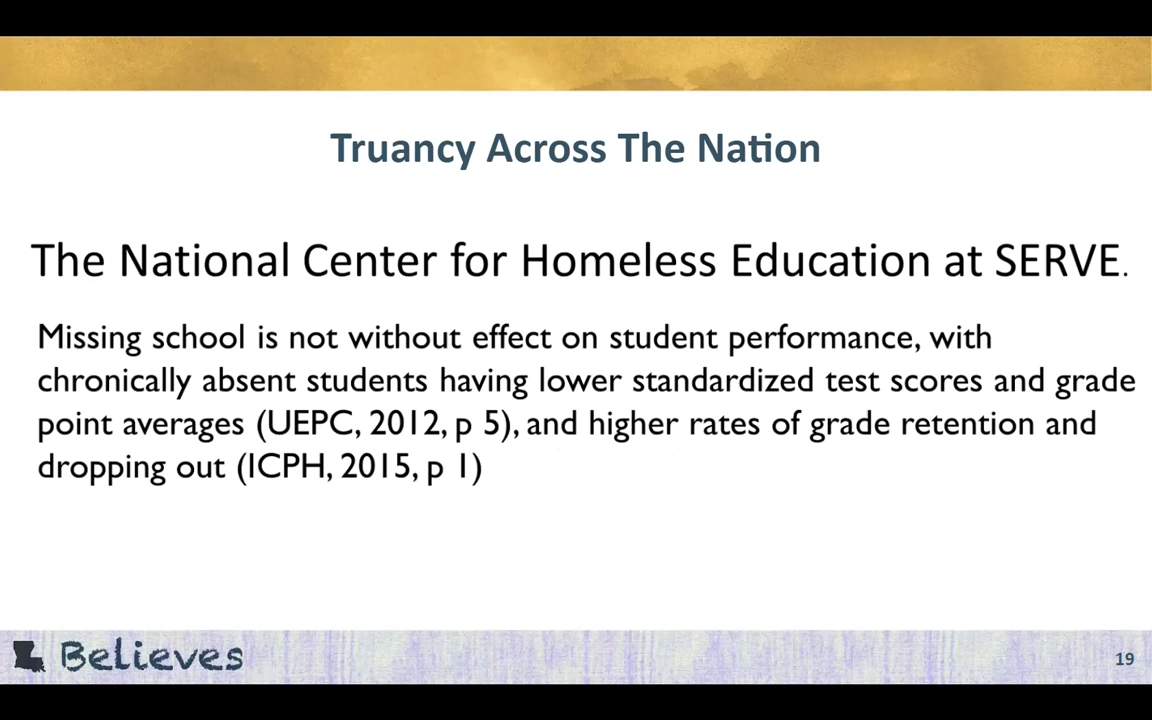 Truancy Across The Nation
The National Center for Homeless Education at SERVE.
Missing school is not without effect on student performance, with
chronically absent students having lower standardized test scores and grade
point averages (UEPC, 2012, p 5), and higher rates of grade retention and
dropping out (ICPH, 2015, p 1)
Believes
19